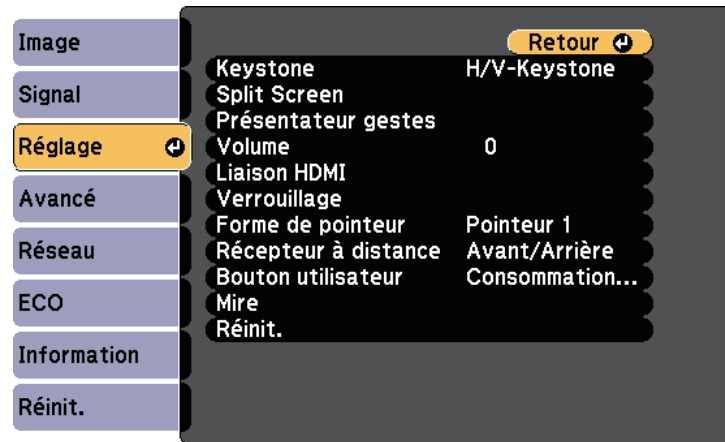 Image
Signal
Réglage
Avancé
Réseau
ECO
Information
Réinit.
Retour
Keystone H/V-Keystone
Split Screen
Présentateur gestes
Volume 0
Liaison HDMI
Verrouillage
Forme de pointeur Pointeur 1
Récepteur à distance Avant/Arrière
Bouton utilisateur Consommation...
Mire
Réinit.